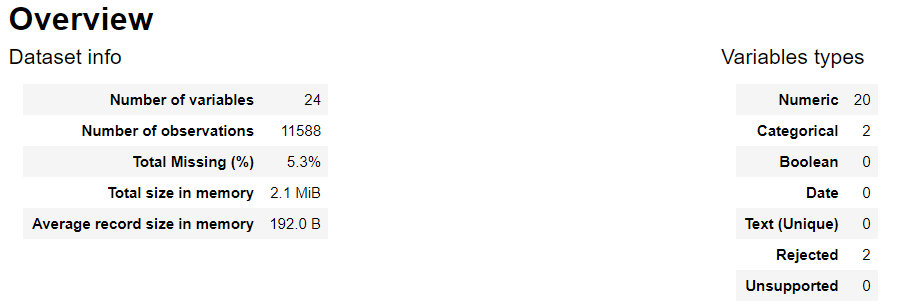 Overview
Dataset info
Number of variables 24
Number of observations 11588
Total Missing (%) 5.3%
Total size in memory 2.1 MiB
Average record size in memory 192.0 B
Variables types
Numeric 20
Categorical 2
Boolean 0
Date 0
Text (Unique) 0
Rejected 2
Unsupported 0